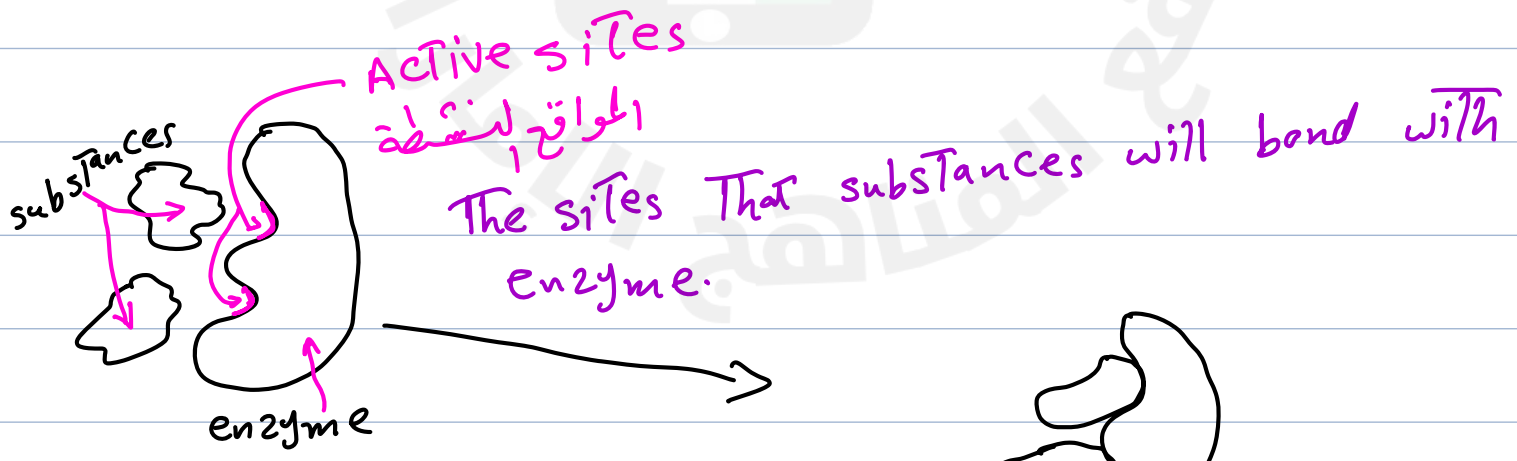 Active sites
المواقع النشطة
substances
The sites That substances will bond with
enzyme.
enzyme